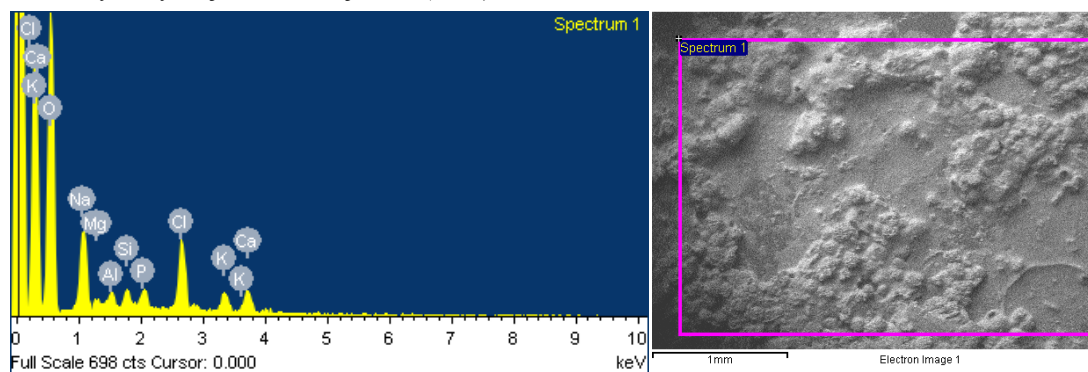 Spectrum 1
Cl
Ca
K
O
Na
Mg
Al
Si
P
Cl
K
K
Ca
0 1 2 3 4 5 6 7 8 9 10
Full Scale 698 cts Cursor: 0.000 keV
Spectrum 1
1mm Electron Image 1